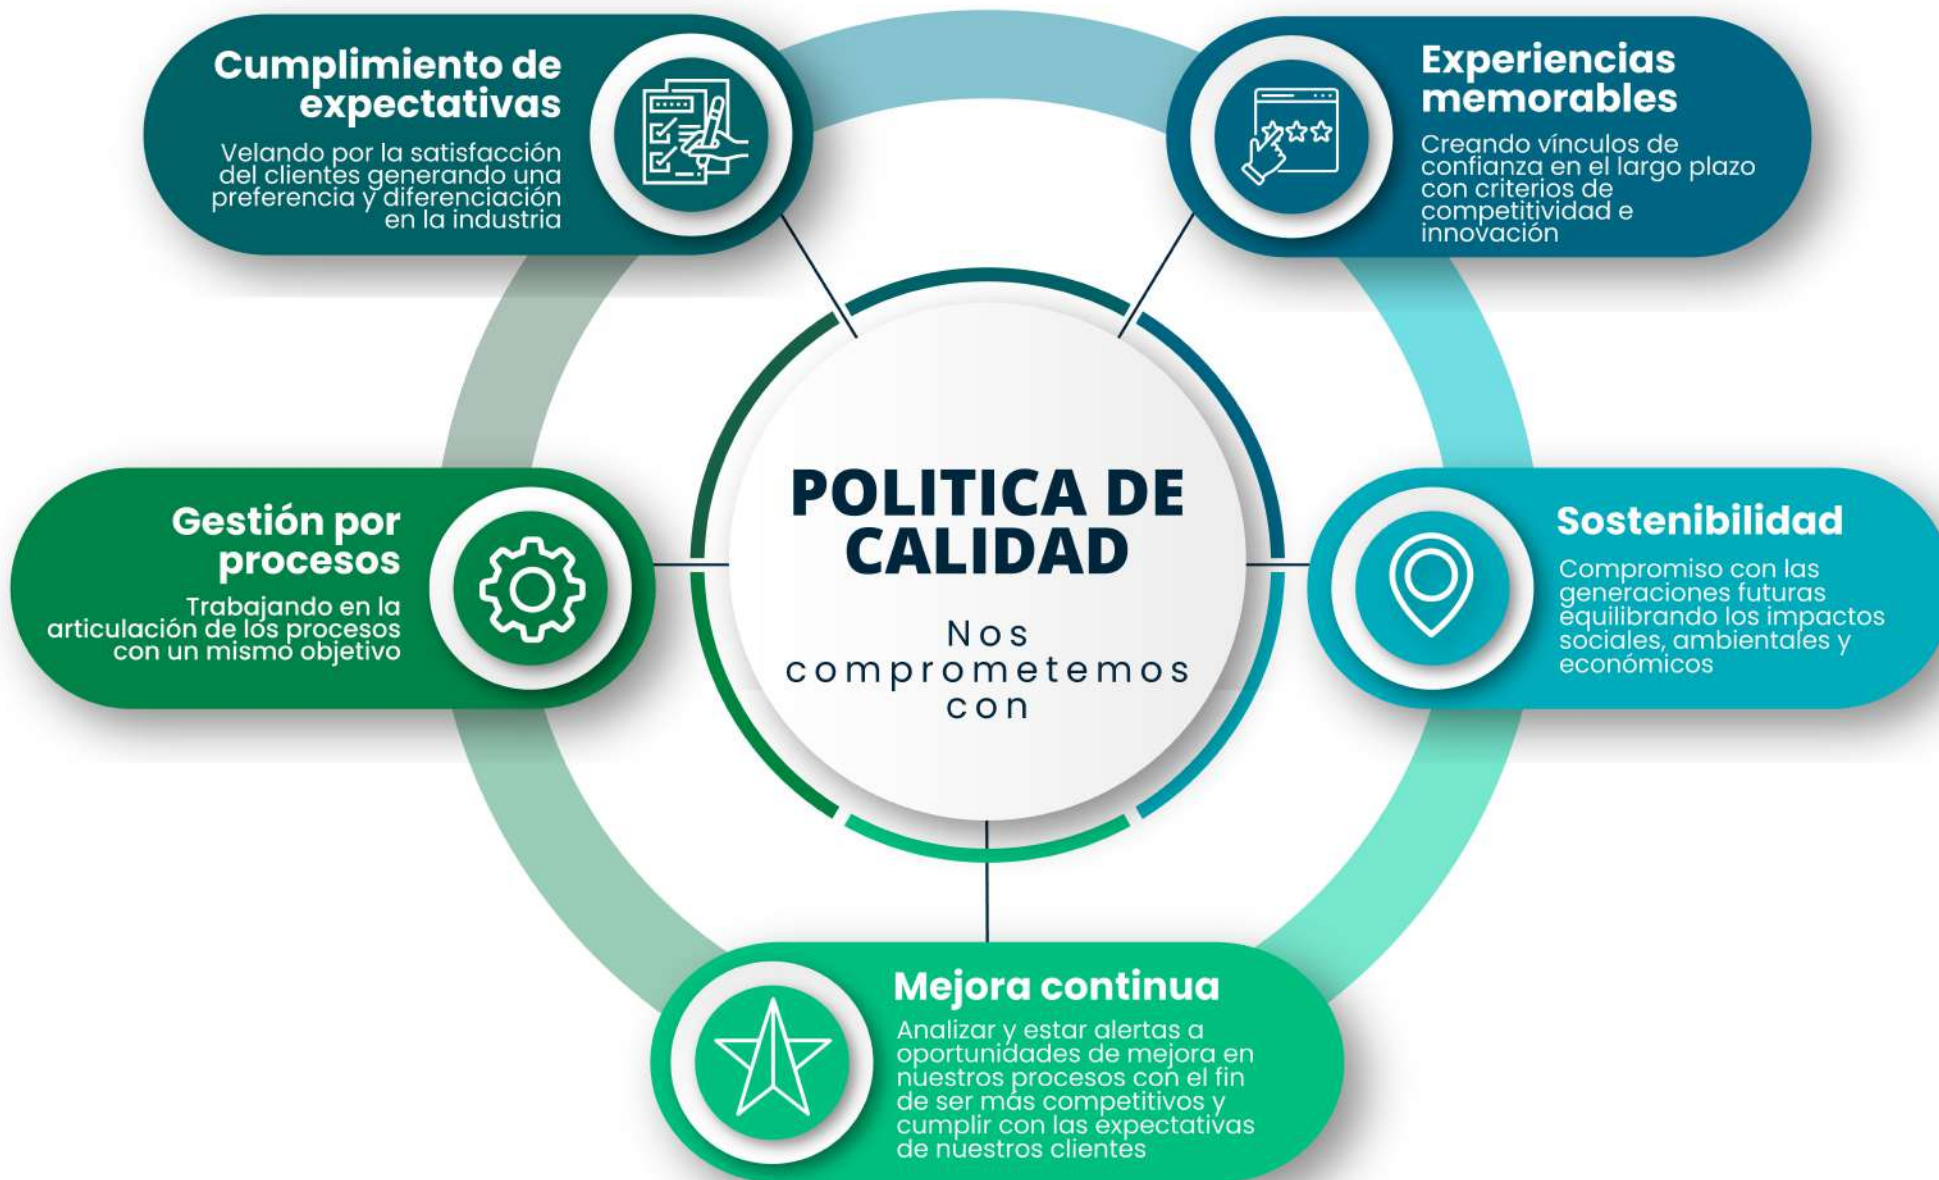 Cumplimiento de
expectativas
Velando por la satisfacción
del clientes generando una
preferencia y diferenciación
en la industria
Experiencias
memorables
Creando vínculos de
confianza en el largo plazo
con criterios de
competitividad e
innovación
Gestión por
procesos
Trabajando en la
articulación de los procesos
con un mismo objetivo
POLITICA DE
CALIDAD
Nos
comprometemos
con
Sostenibilidad
Compromiso con las
generaciones futuras
equilibrando los impactos
sociales, ambientales y
económicos
Mejora continua
Analizar y estar alertas a
oportunidades de mejora en
nuestros procesos con el fin
de ser más competitivos y
cumplir con las expectativas
de nuestros clientes